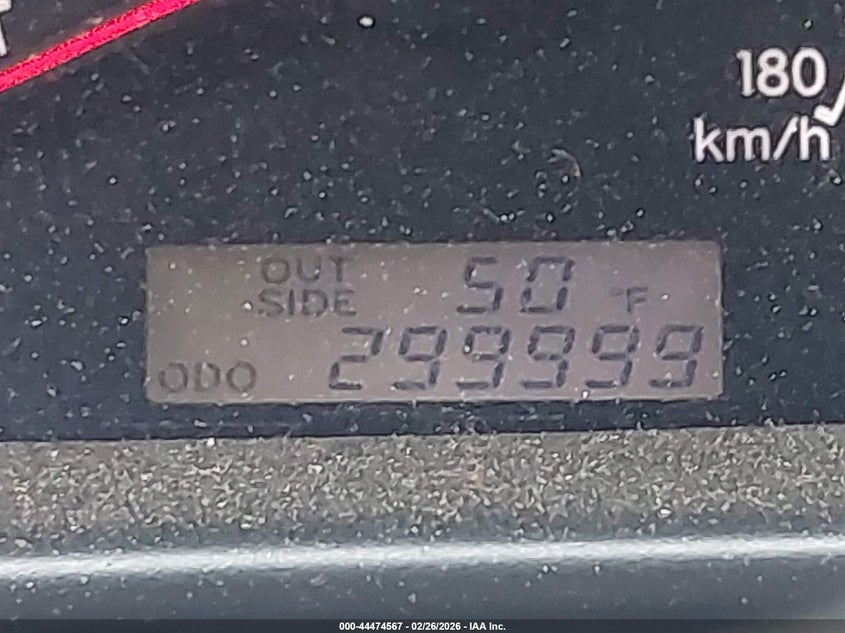 180
km/h
OUT SIDE 50 °F
ODO 299999
000-44474567 - 02/26/2026 - IAA Inc.